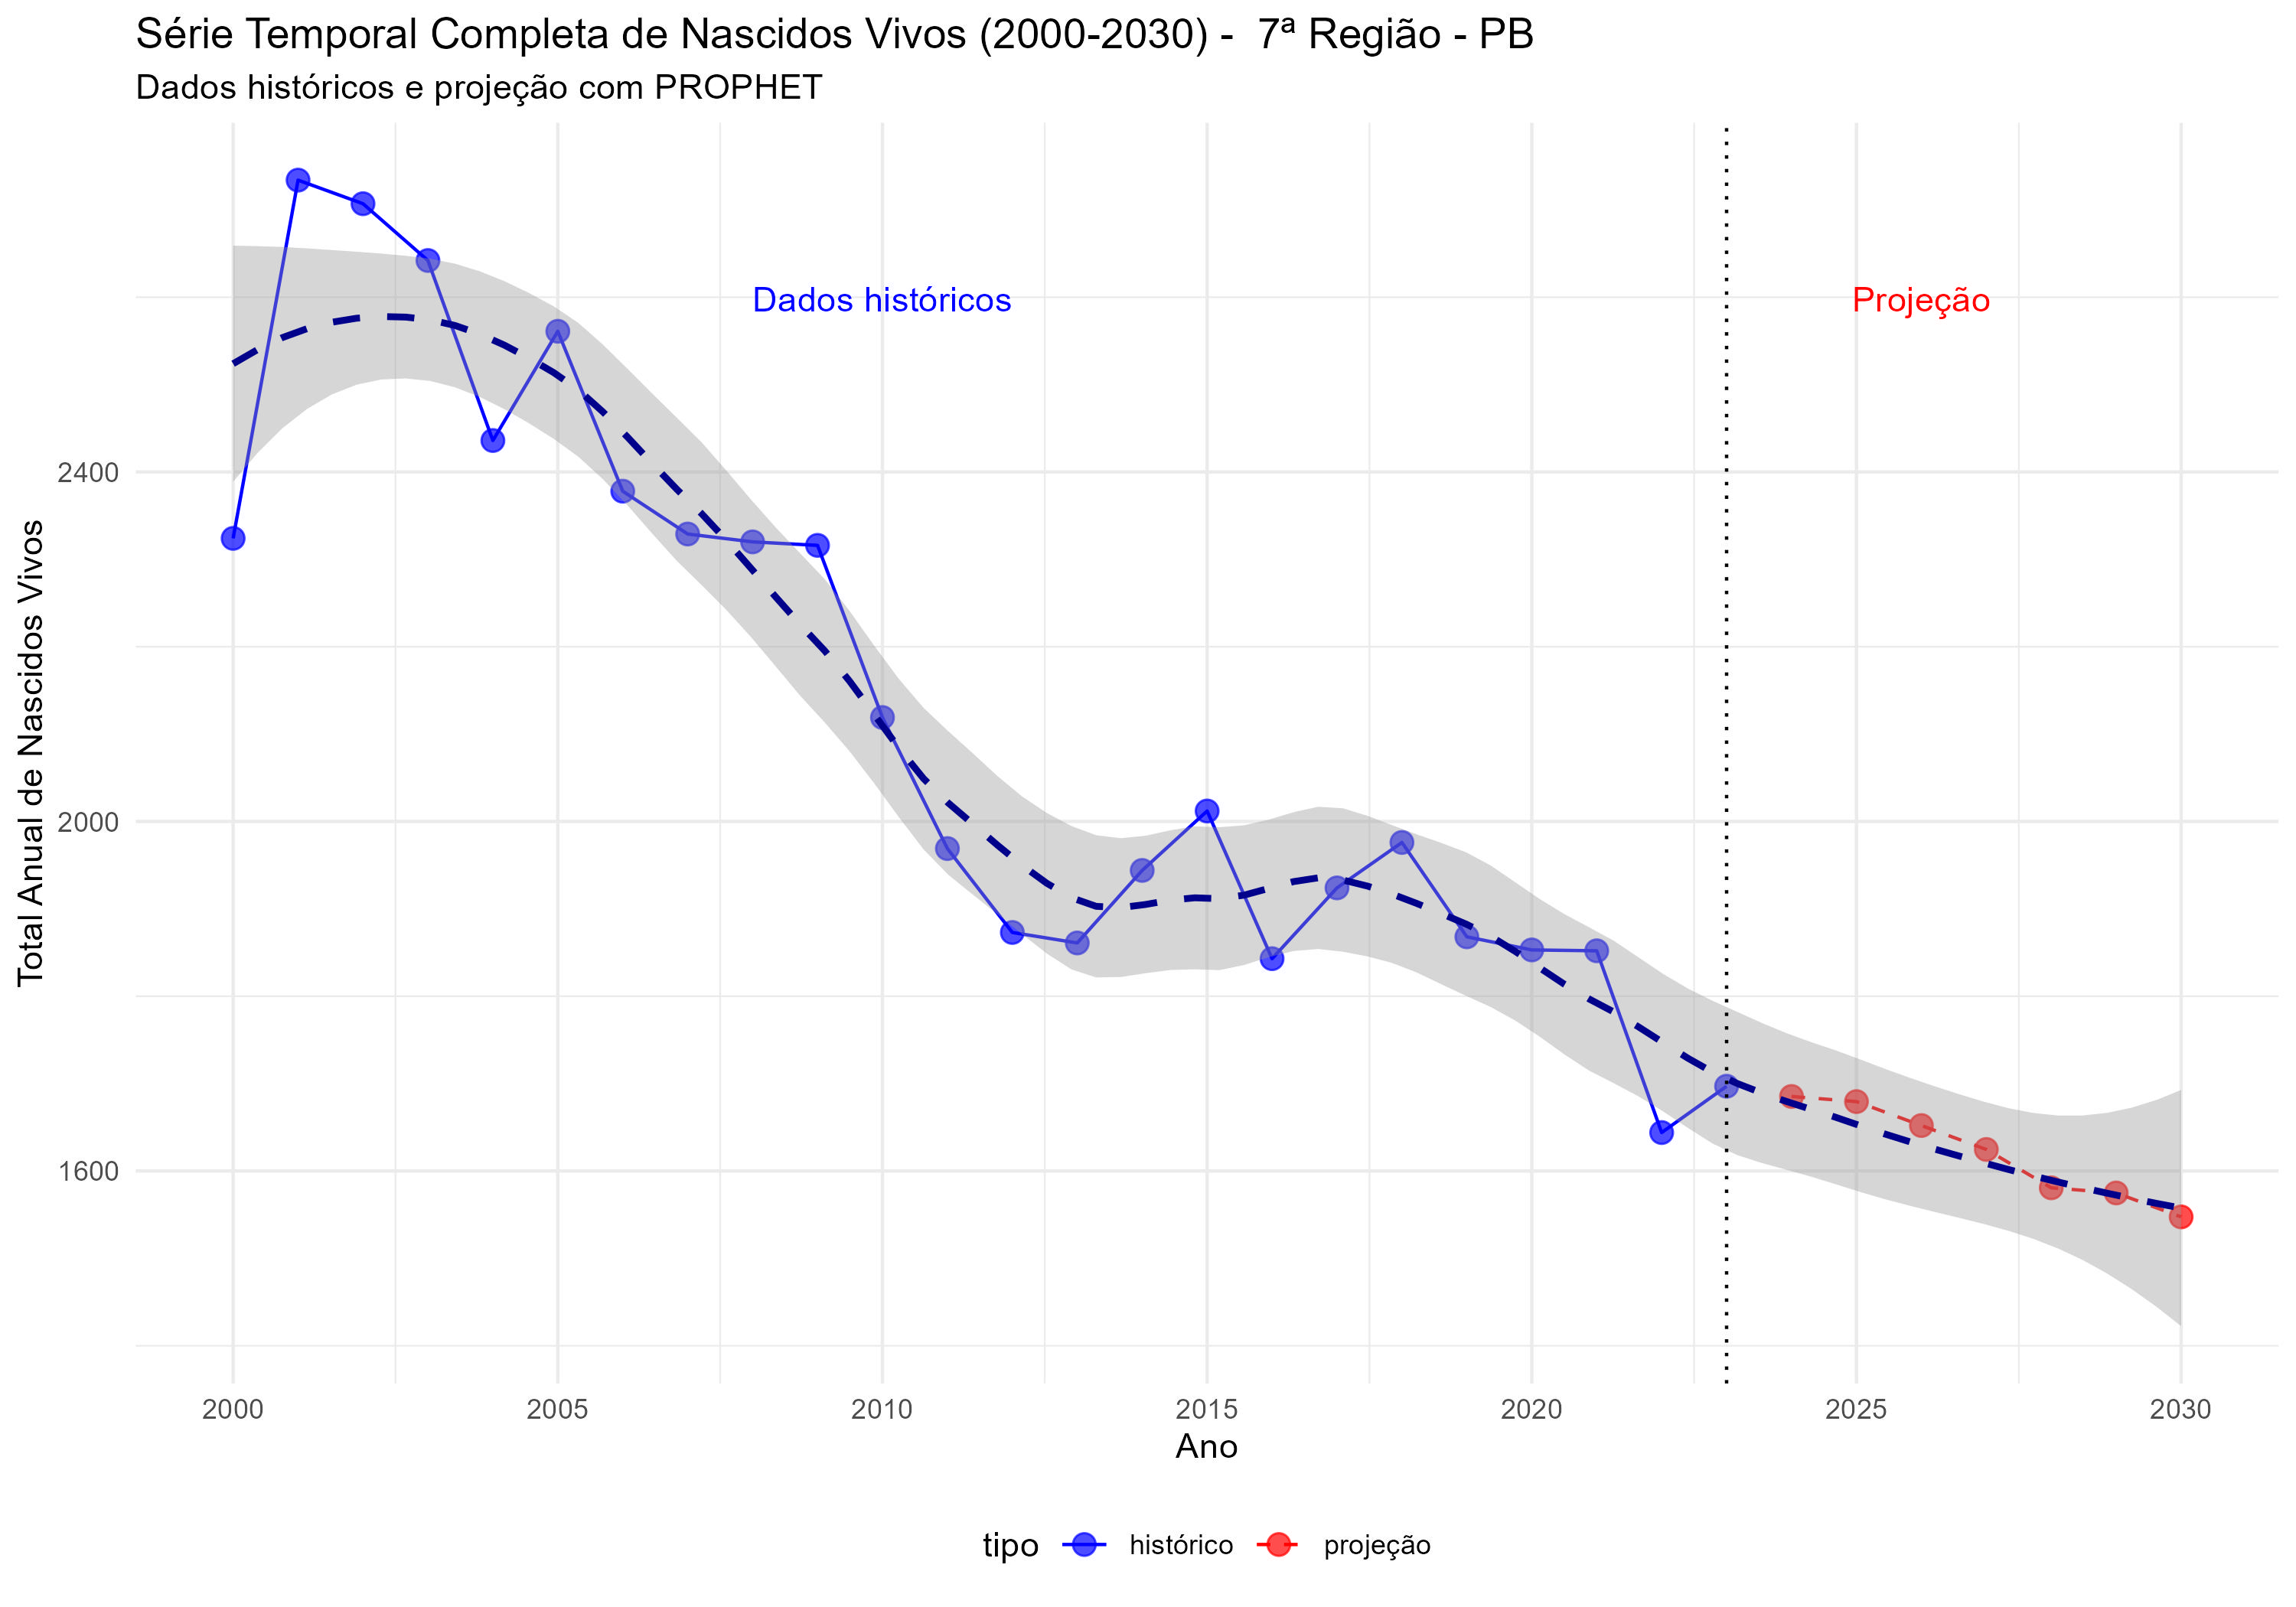 Série Temporal Completa de Nascidos Vivos (2000-2030) -  7ª Região - PB
Dados históricos e projeção com PROPHET
Dados históricos
Projeção
Total Anual de Nascidos Vivos
2400
2000
1600
2000
2005
2010
2015
2020
2025
2030
Ano
tipo
histórico
projeção